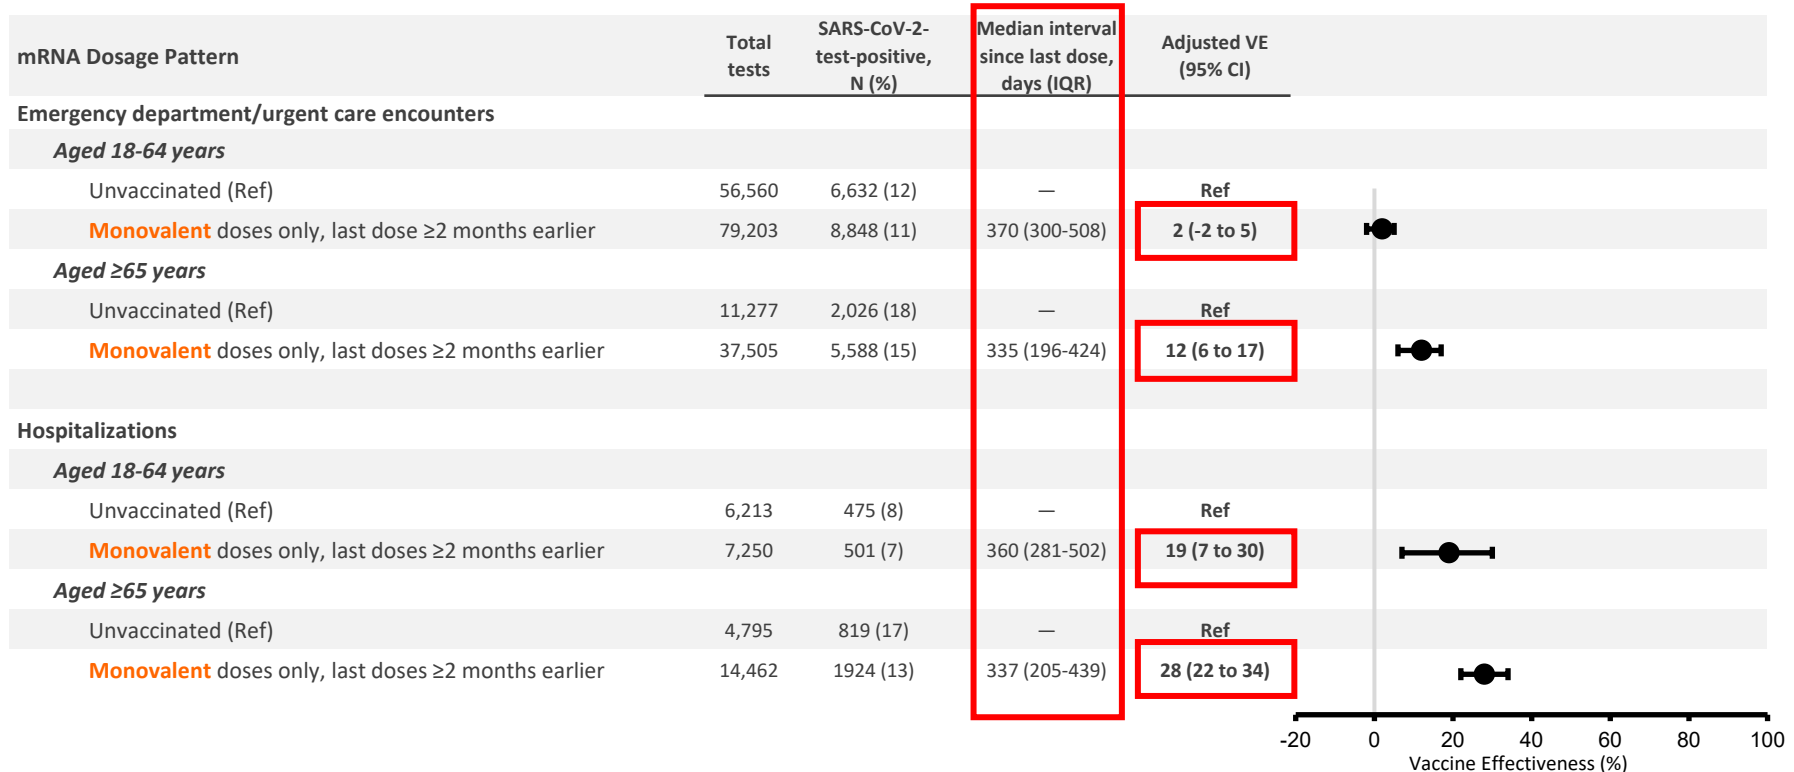 mRNA Dosage Pattern
Total tests
SARS-CoV-2-test-positive, N (%)
Median interval since last dose, days (IQR)
Adjusted VE (95% CI)
Emergency department/urgent care encounters
Aged 18-64 years
Unvaccinated (Ref) 56,560 6,632 (12) — Ref
Monovalent doses only, last dose ≥2 months earlier 79,203 8,848 (11) 370 (300-508) 2 (-2 to 5)
Aged ≥65 years
Unvaccinated (Ref) 11,277 2,026 (18) — Ref
Monovalent doses only, last doses ≥2 months earlier 37,505 5,588 (15) 335 (196-424) 12 (6 to 17)
Hospitalizations
Aged 18-64 years
Unvaccinated (Ref) 6,213 475 (8) — Ref
Monovalent doses only, last doses ≥2 months earlier 7,250 501 (7) 360 (281-502) 19 (7 to 30)
Aged ≥65 years
Unvaccinated (Ref) 4,795 819 (17) — Ref
Monovalent doses only, last doses ≥2 months earlier 14,462 1924 (13) 337 (205-439) 28 (22 to 34)
-20 0 20 40 60 80 100
Vaccine Effectiveness (%)